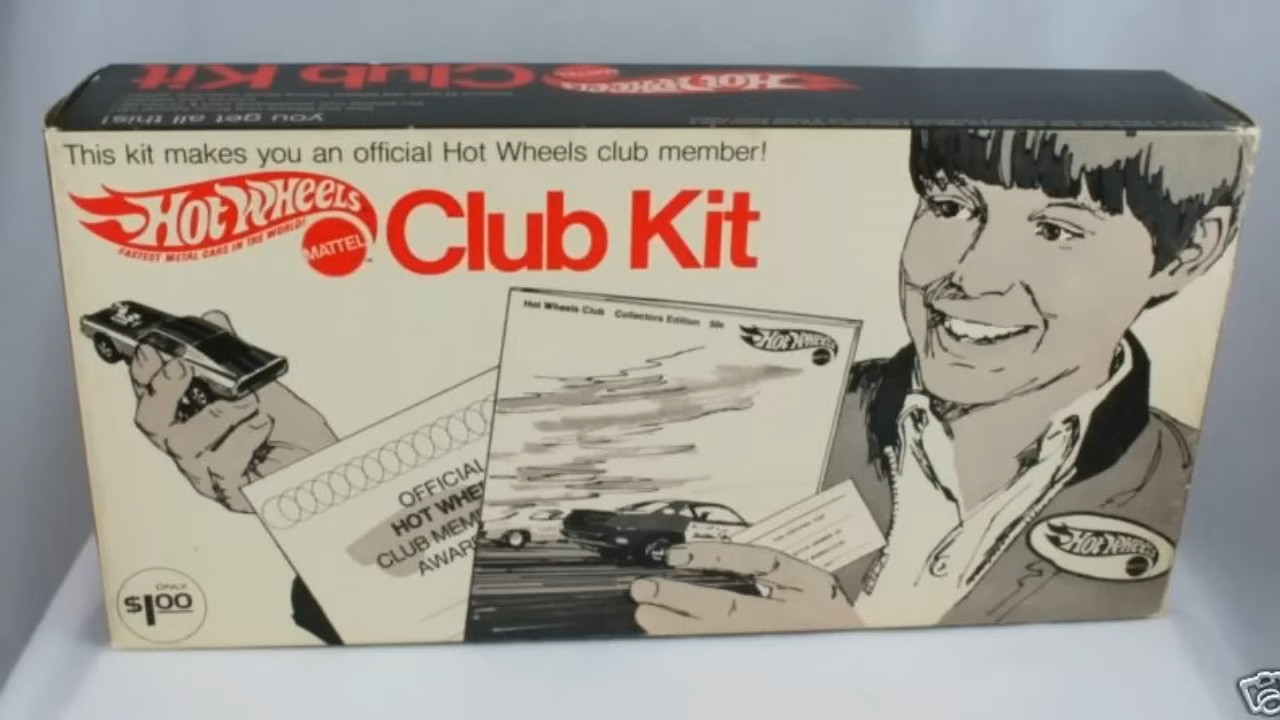 Club Kit
MATTEL
Hot Wheels
you get all this!
This kit makes you an official Hot Wheels club member!
Hot Wheels
FASTEST METAL CARS IN THE WORLD!
MATTEL
Club Kit
Hot Wheels Club Collectors Edition
Hot Wheels
OFFICIAL
HOT WHE
CLUB MEM
AWAR
Hot Wheels
ONLY
$1.00